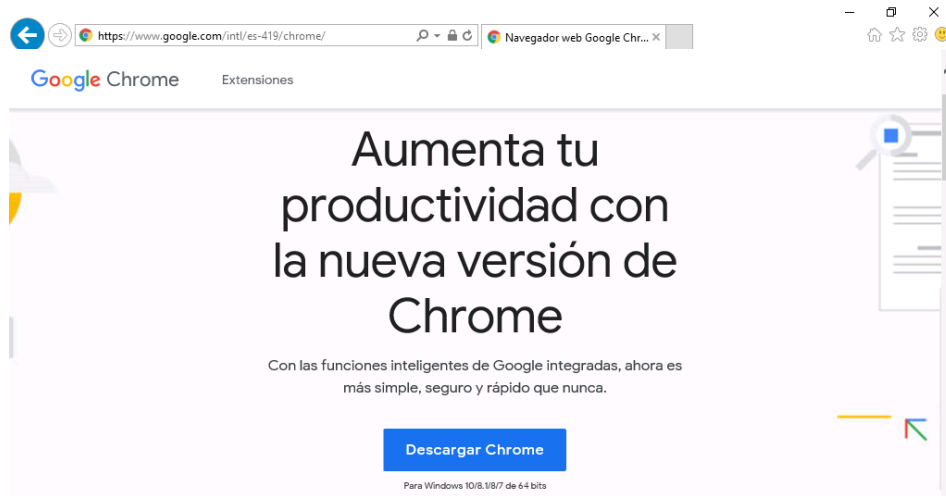 https://www.google.com/intl/es-419/chrome/
Navegador web Google Chr...
Google Chrome
Extensiones
Aumenta tu
productividad con
la nueva versión de
Chrome
Con las funciones inteligentes de Google integradas, ahora es
más simple, seguro y rápido que nunca.
Descargar Chrome
Para Windows 10/8.1/8/7 de 64 bits